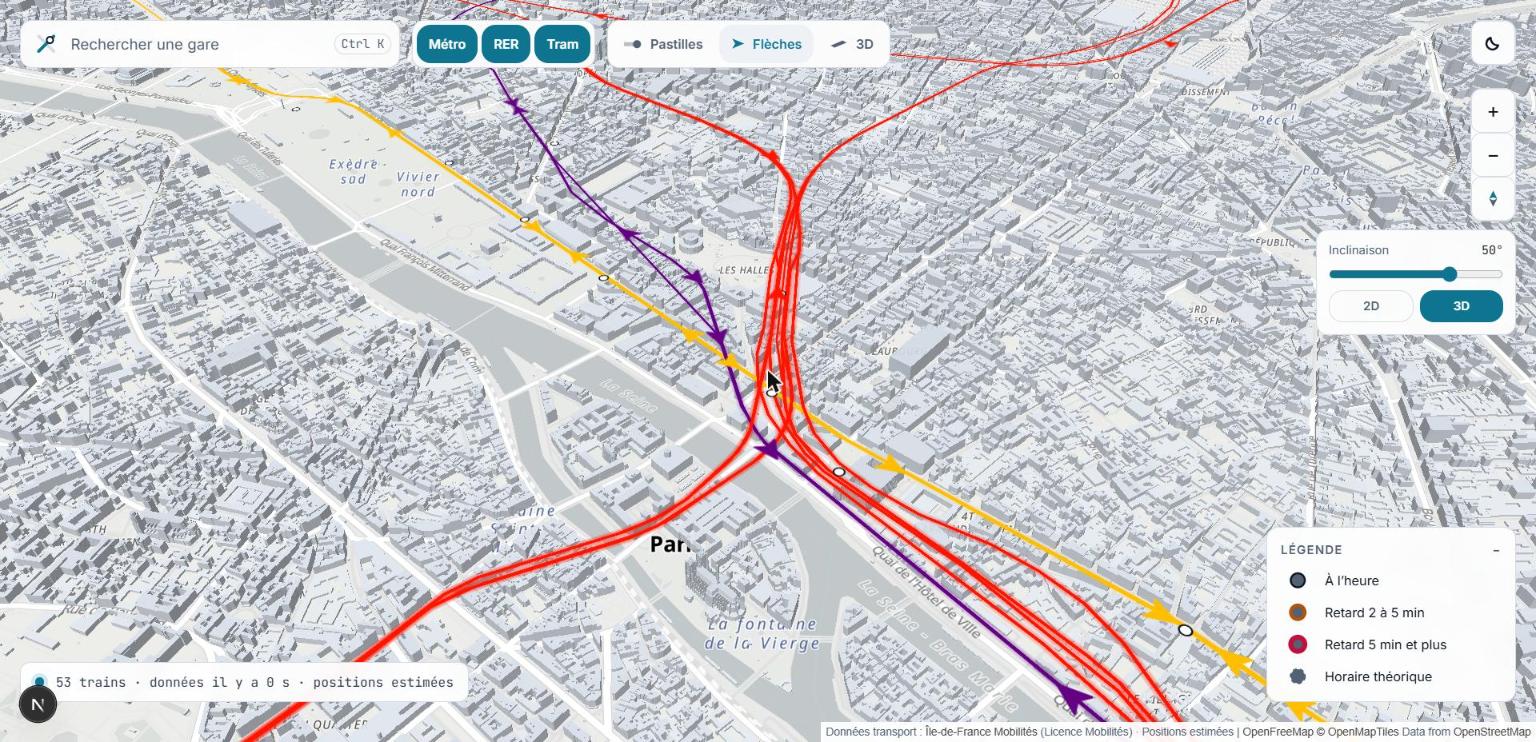 Rechercher une gare
Ctrl K
Métro
RER
Tram
Pastilles
Flèches
3D
+
−
Exèdre
sud
Vivier
nord
Quai François Mitterrand
LES HALLE
La Seine
Inclinaison
50°
2D
3D
La fontaine
de la Vierge
Quai de l'Hôtel de Ville
La Seine - Bras Marie
LÉGENDE
−
À l'heure
Retard 2 à 5 min
Retard 5 min et plus
Horaire théorique
53 trains · données il y a 0 s · positions estimées
N
QUARTIER
Données transport : Île-de-France Mobilités (Licence Mobilités) · Positions estimées | OpenFreeMap © OpenMapTiles Data from OpenStreetMap